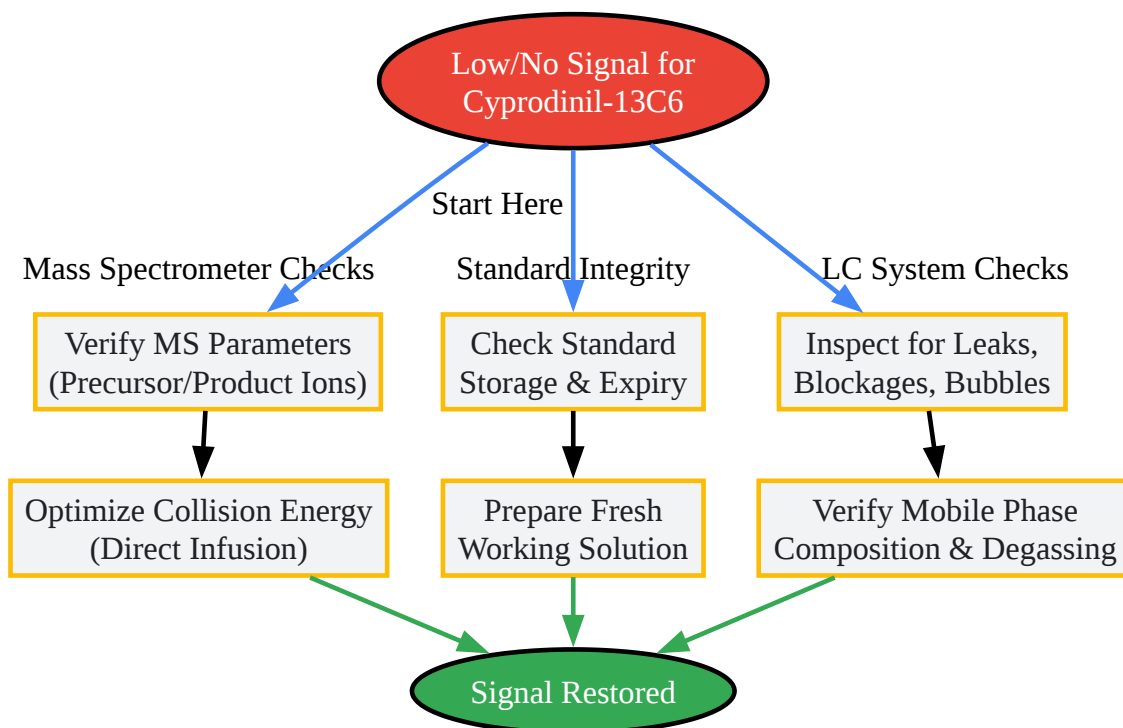 Low/No Signal for
Cyprodinil-13C6
Start Here
Mass Spectrometer Checks
Standard Integrity
LC System Checks
Verify MS Parameters
(Precursor/Product Ions)
Check Standard
Storage & Expiry
Inspect for Leaks,
Blockages, Bubbles
Optimize Collision Energy
(Direct Infusion)
Prepare Fresh
Working Solution
Verify Mobile Phase
Composition & Degassing
Signal Restored